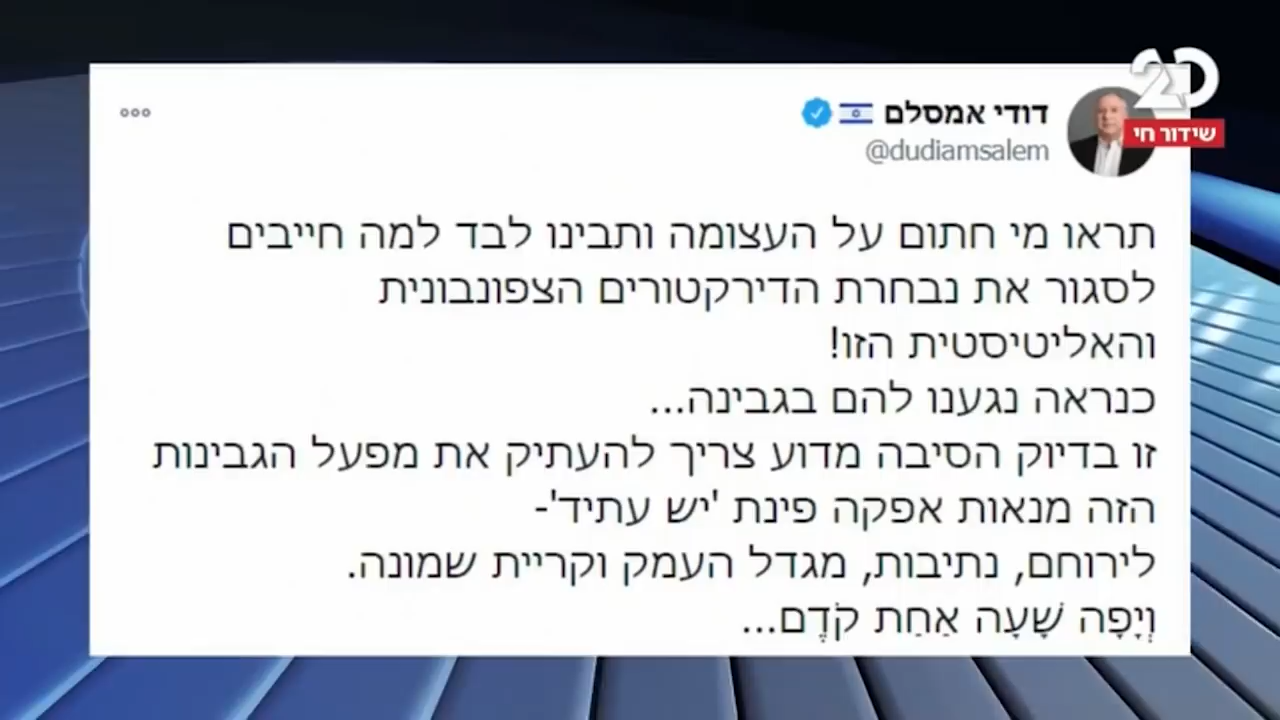 20
שידור חי
דודי אמסלם
@dudiamsalem
תראו מי חתום על העצומה ותבינו לבד למה חייבים
לסגור את נבחרת הדירקטורים הצפונבונית
והאליטיסטית הזו!
כנראה נגענו להם בגבינה...
זו בדיוק הסיבה מדוע צריך להעתיק את מפעל הגבינות
הזה מנאות אפקה פינת 'יש עתיד'-
לירוחם, נתיבות, מגדל העמק וקריית שמונה.
וְיָפָה שָׁעָה אַחַת קֹדֶם...